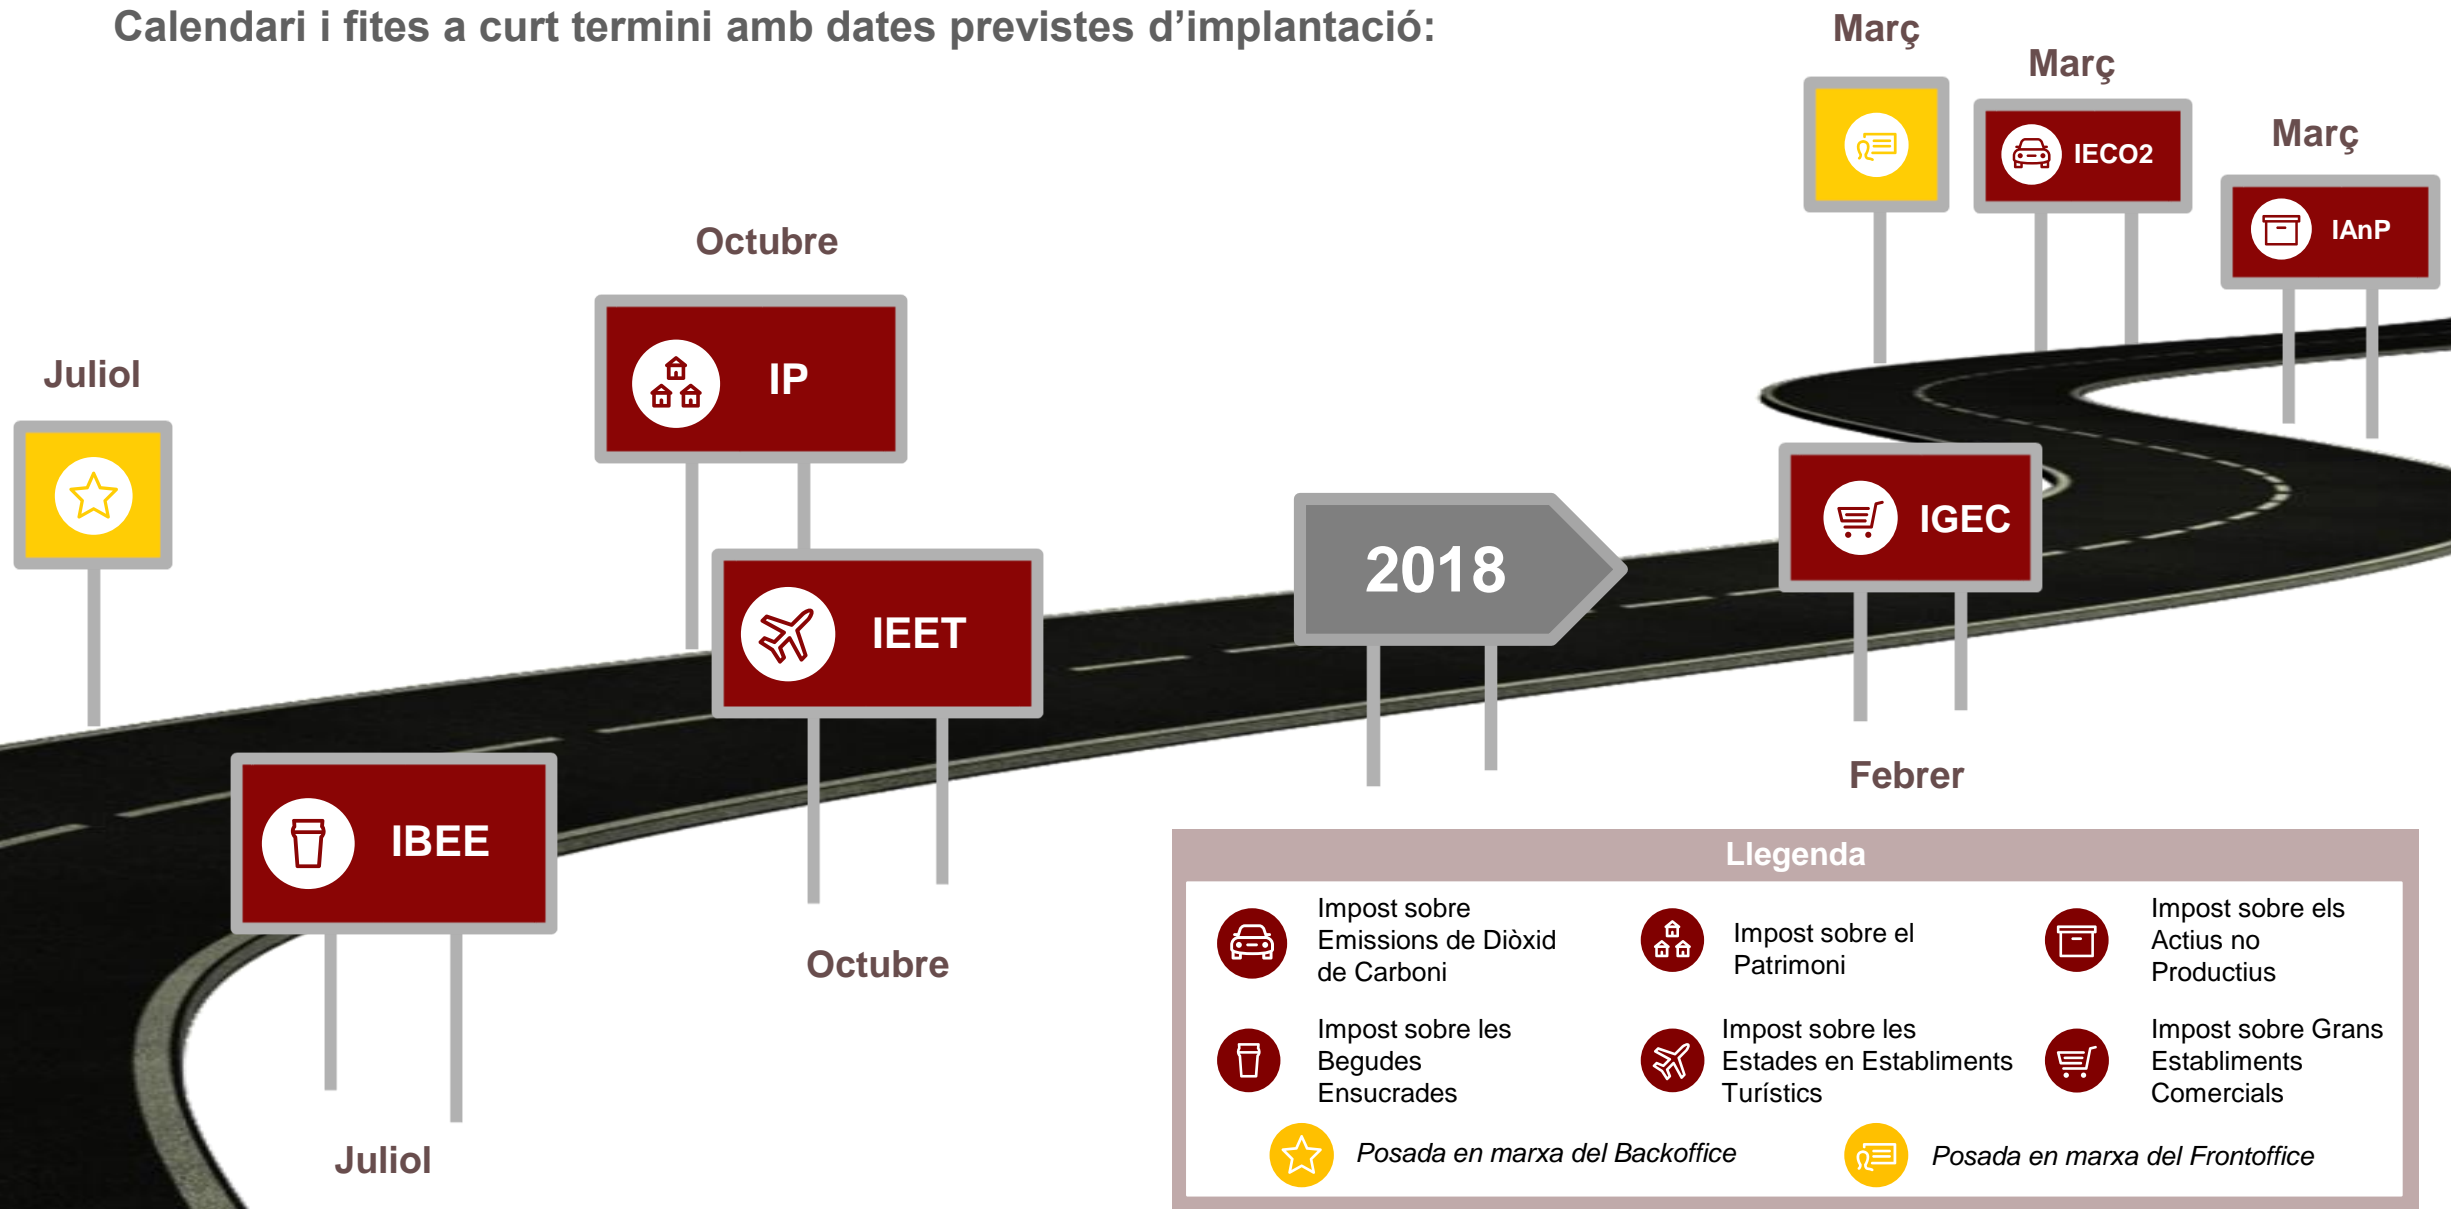 Calendari i fites a curt termini amb dates previstes d’implantació:
Març
Març
Març
IECO2
IAnP
Octubre
IP
Juliol
IEET
2018
IGEC
IBEE
Febrer
Octubre
Juliol
Llegenda
Impost sobre
Emissions de Diòxid
de Carboni
Impost sobre el
Patrimoni
Impost sobre els
Actius no
Productius
Impost sobre les
Begudes
Ensucrades
Impost sobre les
Estades en Establiments
Turístics
Impost sobre Grans
Establiments
Comercials
Posada en marxa del Backoffice
Posada en marxa del Frontoffice